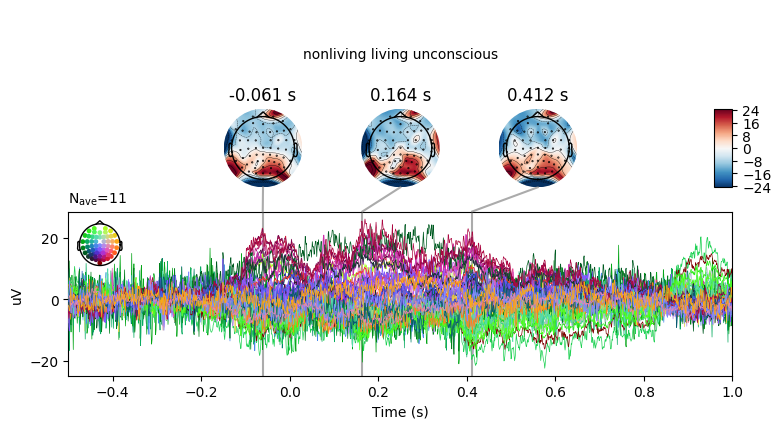 nonliving living unconscious
-0.061 s 0.164 s 0.412 s
24
16
8
0
−8
−16
−24
Nave=11
20
0
−20
uV
−0.4 −0.2 0.0 0.2 0.4 0.6 0.8 1.0
Time (s)